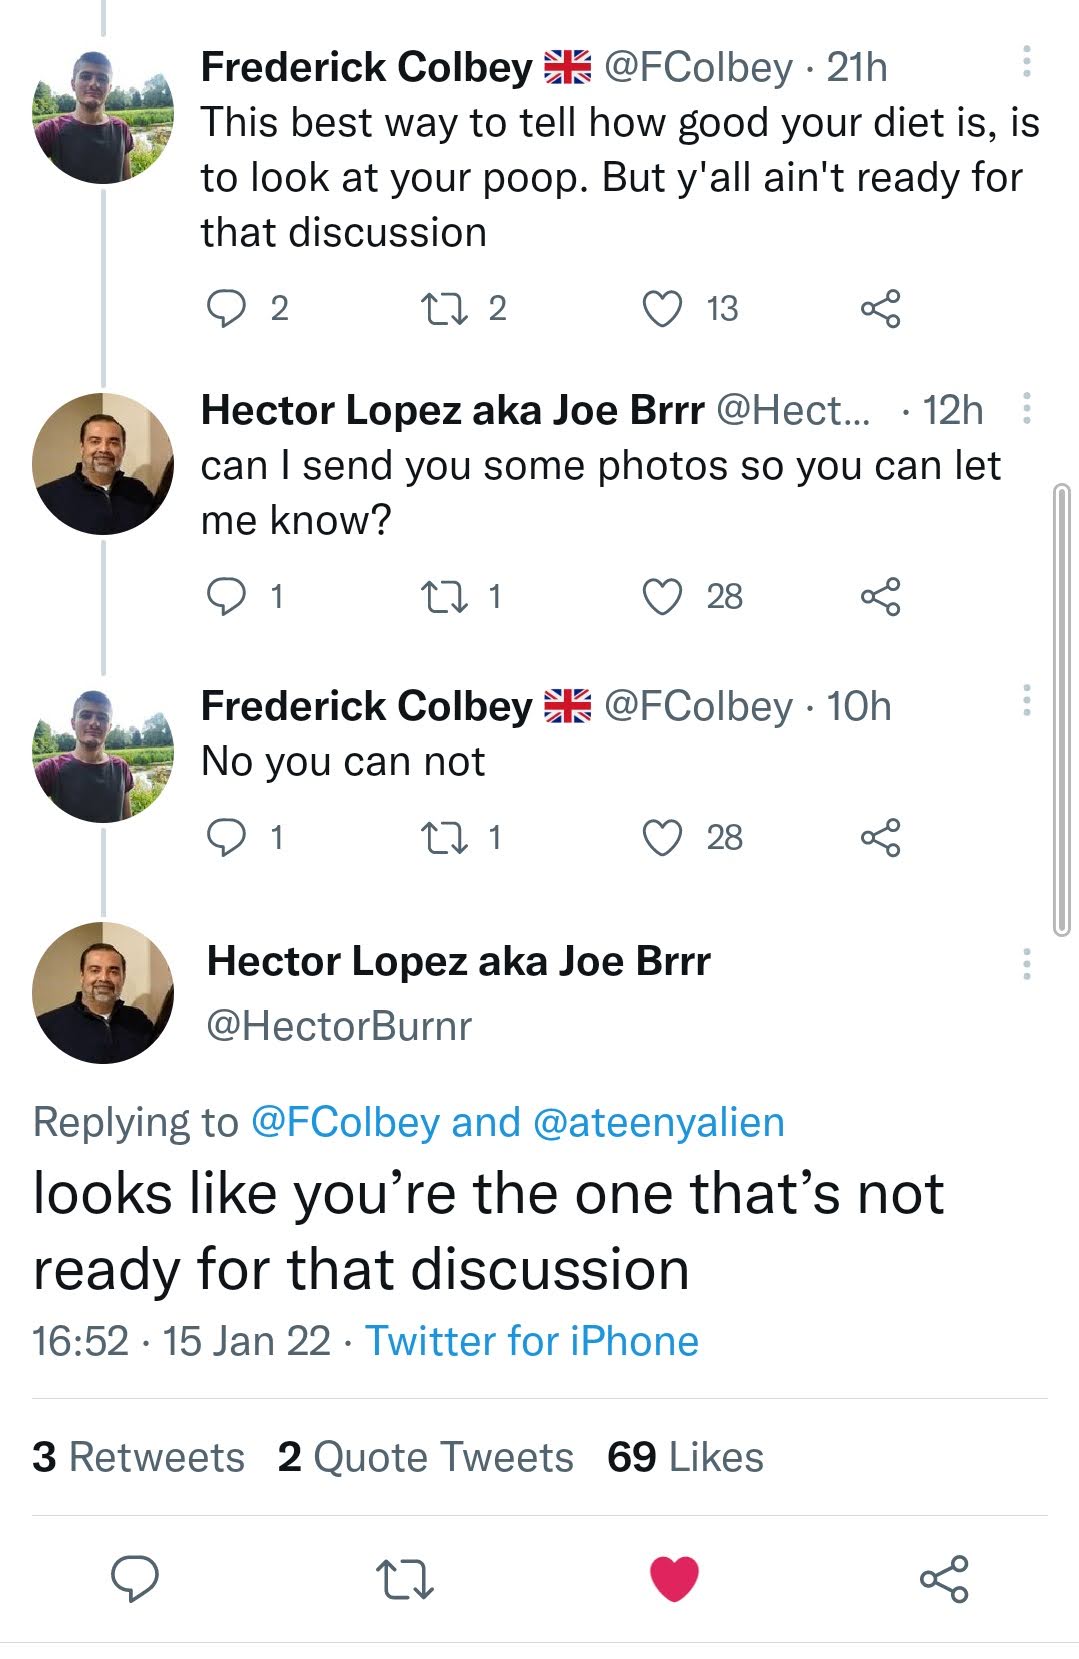 Frederick Colbey 🇬🇧 @FColbey · 21h
This best way to tell how good your diet is, is
to look at your poop. But y'all ain't ready for
that discussion
2 2 13
Hector Lopez aka Joe Brrr @Hect... · 12h
can I send you some photos so you can let
me know?
1 1 28
Frederick Colbey 🇬🇧 @FColbey · 10h
No you can not
1 1 28
Hector Lopez aka Joe Brrr
@HectorBurnr
Replying to @FColbey and @ateenyalien
looks like you’re the one that’s not
ready for that discussion
16:52 · 15 Jan 22 · Twitter for iPhone
3 Retweets 2 Quote Tweets 69 Likes